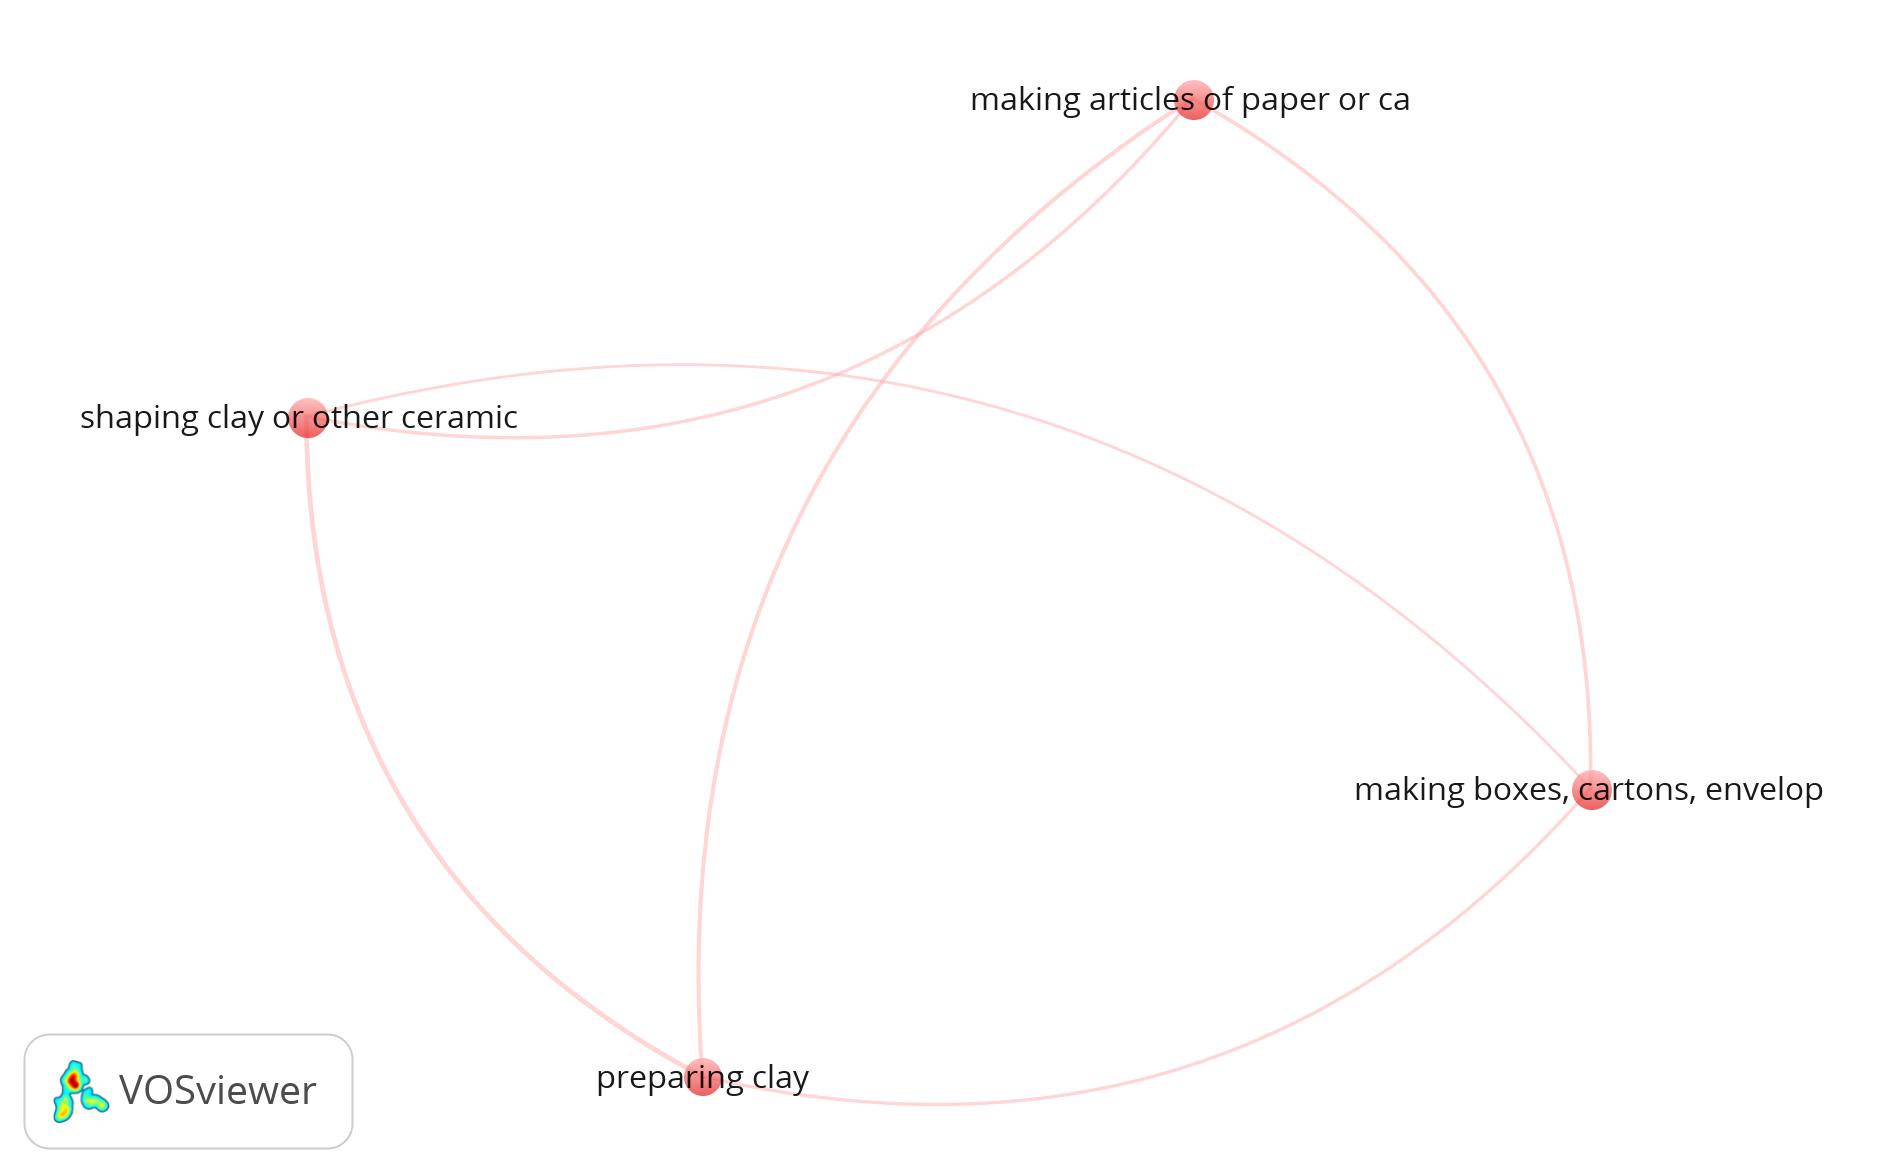 making articles of paper or ca
shaping clay or other ceramic
making boxes, cartons, envelop
preparing clay
VOSviewer